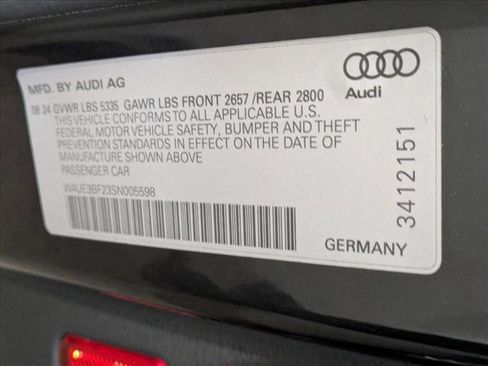 MFD. BY AUDI AG
08 24 GVWR LBS 5335 GAWR LBS FRONT 2657 /REAR 2800
THIS VEHICLE CONFORMS TO ALL APPLICABLE U.S.
FEDERAL MOTOR VEHICLE SAFETY, BUMPER AND THEFT
PREVENTION STANDARDS IN EFFECT ON THE DATE OF
MANUFACTURE SHOWN ABOVE
PASSENGER CAR
WAUE3BF23SN005598
GERMANY
Audi
3412151